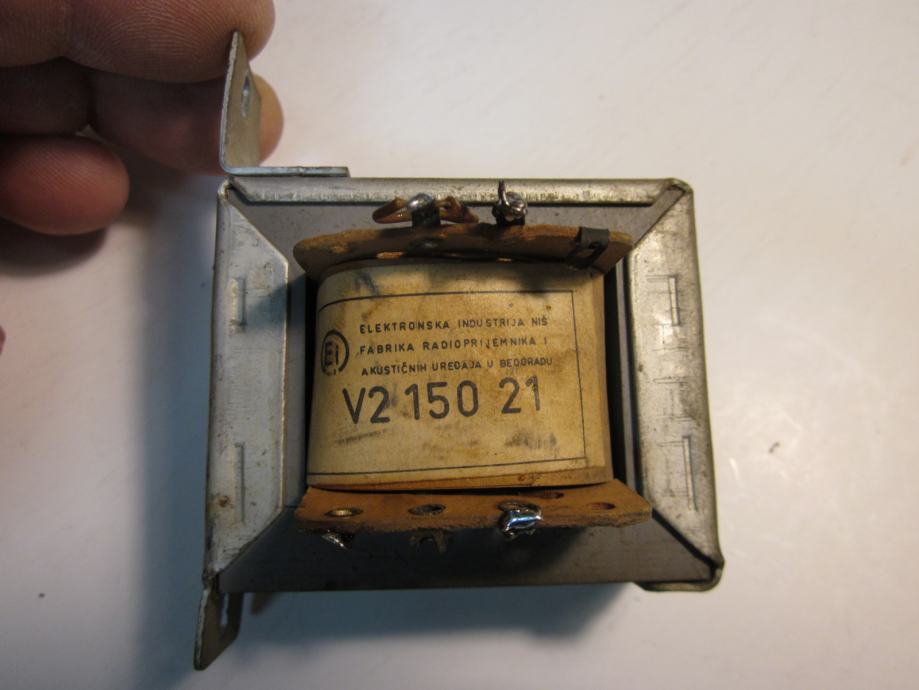 ELEKTRONSKA INDUSTRIJA NIŠ
Ei
FABRIKA RADIOPRIJEMNIKA I
AKUSTIČNIH UREĐAJA U BEOGRADU
V2 150 21